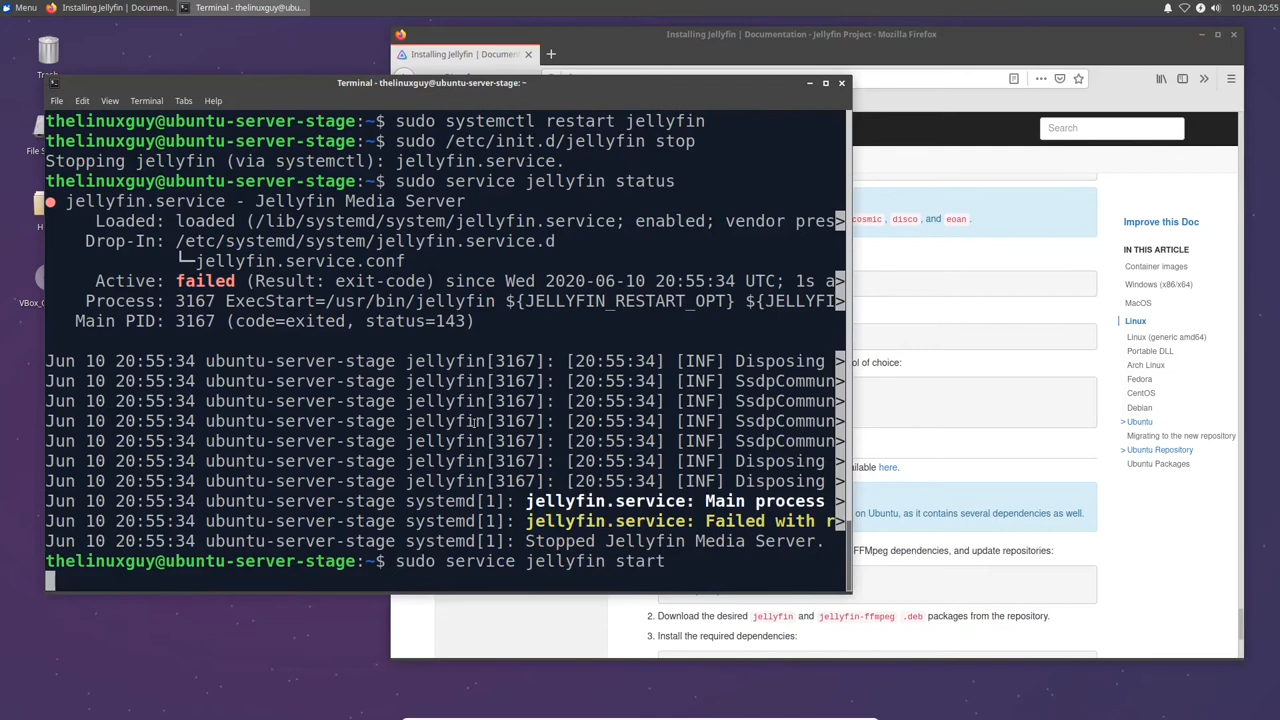 Menu
Installing Jellyfin | Documen...
Terminal - thelinuxguy@ubu...
10 Jun, 20:55
Trash
File S
H
VBox_
Installing Jellyfin | Documentation - Jellyfin Project - Mozilla Firefox
Installing Jellyfin | Document
Terminal - thelinuxguy@ubuntu-server-stage: ~
File Edit View Terminal Tabs Help
thelinuxguy@ubuntu-server-stage:~$ sudo systemctl restart jellyfin
thelinuxguy@ubuntu-server-stage:~$ sudo /etc/init.d/jellyfin stop
Stopping jellyfin (via systemctl): jellyfin.service.
thelinuxguy@ubuntu-server-stage:~$ sudo service jellyfin status
● jellyfin.service - Jellyfin Media Server
Loaded: loaded (/lib/systemd/system/jellyfin.service; enabled; vendor pres>
Drop-In: /etc/systemd/system/jellyfin.service.d
└─jellyfin.service.conf
Active: failed (Result: exit-code) since Wed 2020-06-10 20:55:34 UTC; 1s a>
Process: 3167 ExecStart=/usr/bin/jellyfin ${JELLYFIN_RESTART_OPT} ${JELLYFI>
Main PID: 3167 (code=exited, status=143)
Jun 10 20:55:34 ubuntu-server-stage jellyfin[3167]: [20:55:34] [INF] Disposing >
Jun 10 20:55:34 ubuntu-server-stage jellyfin[3167]: [20:55:34] [INF] SsdpCommun>
Jun 10 20:55:34 ubuntu-server-stage jellyfin[3167]: [20:55:34] [INF] SsdpCommun>
Jun 10 20:55:34 ubuntu-server-stage jellyfin[3167]: [20:55:34] [INF] SsdpCommun>
Jun 10 20:55:34 ubuntu-server-stage jellyfin[3167]: [20:55:34] [INF] SsdpCommun>
Jun 10 20:55:34 ubuntu-server-stage jellyfin[3167]: [20:55:34] [INF] Disposing >
Jun 10 20:55:34 ubuntu-server-stage jellyfin[3167]: [20:55:34] [INF] Disposing >
Jun 10 20:55:34 ubuntu-server-stage systemd[1]: jellyfin.service: Main process >
Jun 10 20:55:34 ubuntu-server-stage systemd[1]: jellyfin.service: Failed with r>
Jun 10 20:55:34 ubuntu-server-stage systemd[1]: Stopped Jellyfin Media Server.
thelinuxguy@ubuntu-server-stage:~$ sudo service jellyfin start
Search
cosmic, disco, and eoan.
ol of choice:
ailable here.
on Ubuntu, as it contains several dependencies as well.
FFMpeg dependencies, and update repositories:
2. Download the desired jellyfin and jellyfin-ffmpeg .deb packages from the repository.
3. Install the required dependencies:
Improve this Doc
IN THIS ARTICLE
Container images
Windows (x86/x64)
MacOS
Linux
Linux (generic amd64)
Portable DLL
Arch Linux
Fedora
CentOS
Debian
> Ubuntu
Migrating to the new repository
> Ubuntu Repository
Ubuntu Packages